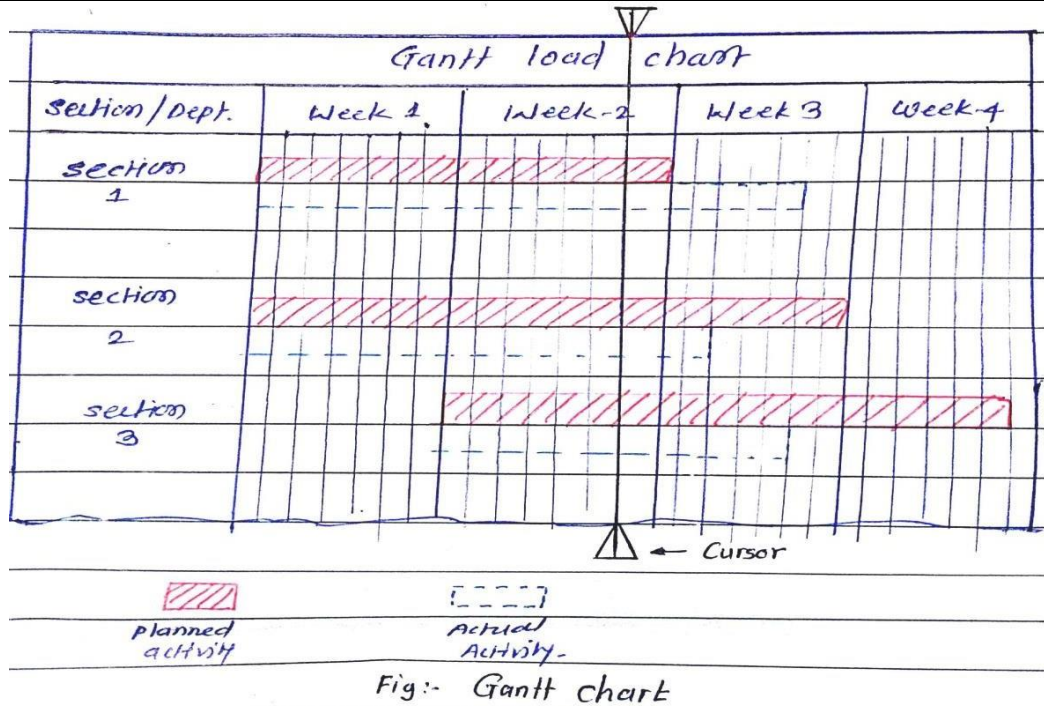 Gantt load chart
Section/Dept. Week 1. Week-2 Week 3 Week-4
section
1
section
2
section
3
← Cursor
planned
activity
Actual
Activity-
Fig:- Gantt chart